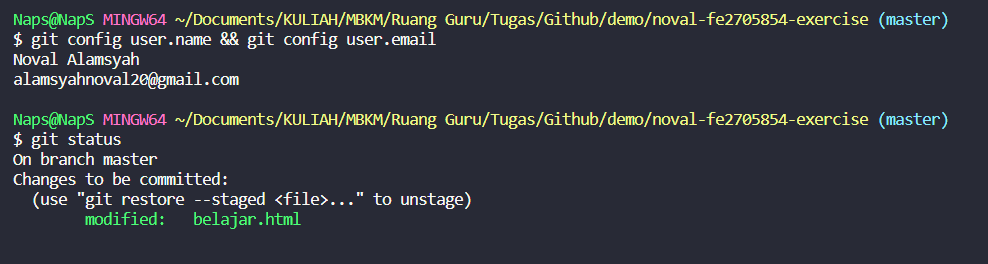 Naps@NapS MINGW64 ~/Documents/KULIAH/MBKM/Ruang Guru/Tugas/Github/demo/noval-fe2705854-exercise (master)
$ git config user.name && git config user.email
Noval Alamsyah
alamsyahnoval20@gmail.com
Naps@NapS MINGW64 ~/Documents/KULIAH/MBKM/Ruang Guru/Tugas/Github/demo/noval-fe2705854-exercise (master)
$ git status
On branch master
Changes to be committed:
  (use "git restore --staged <file>..." to unstage)
        modified:   belajar.html